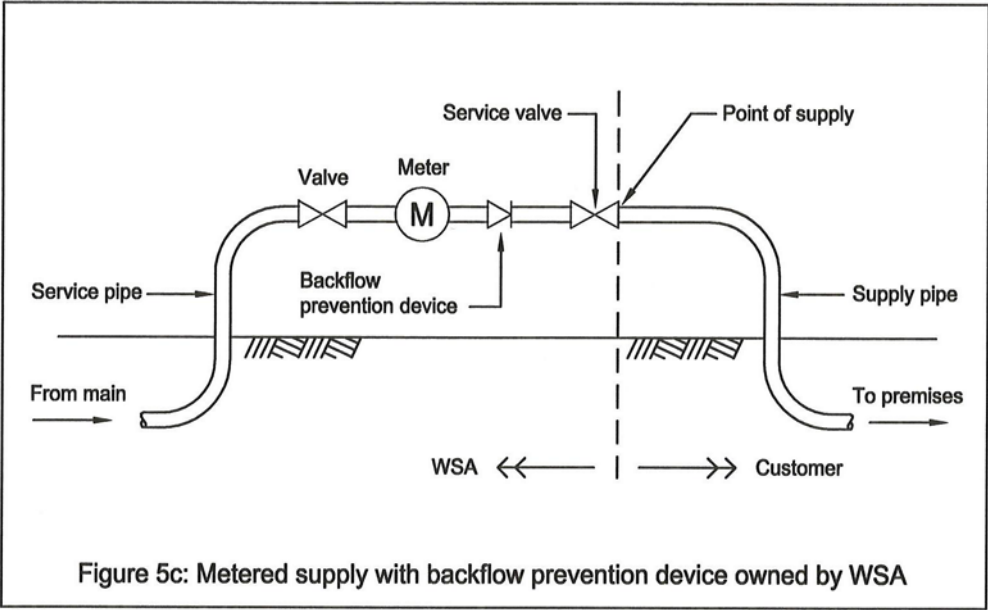 Service valve
Point of supply
Valve
Meter
M
Backflow
prevention device
Service pipe
Supply pipe
From main
To premises
WSA
Customer
Figure 5c: Metered supply with backflow prevention device owned by WSA